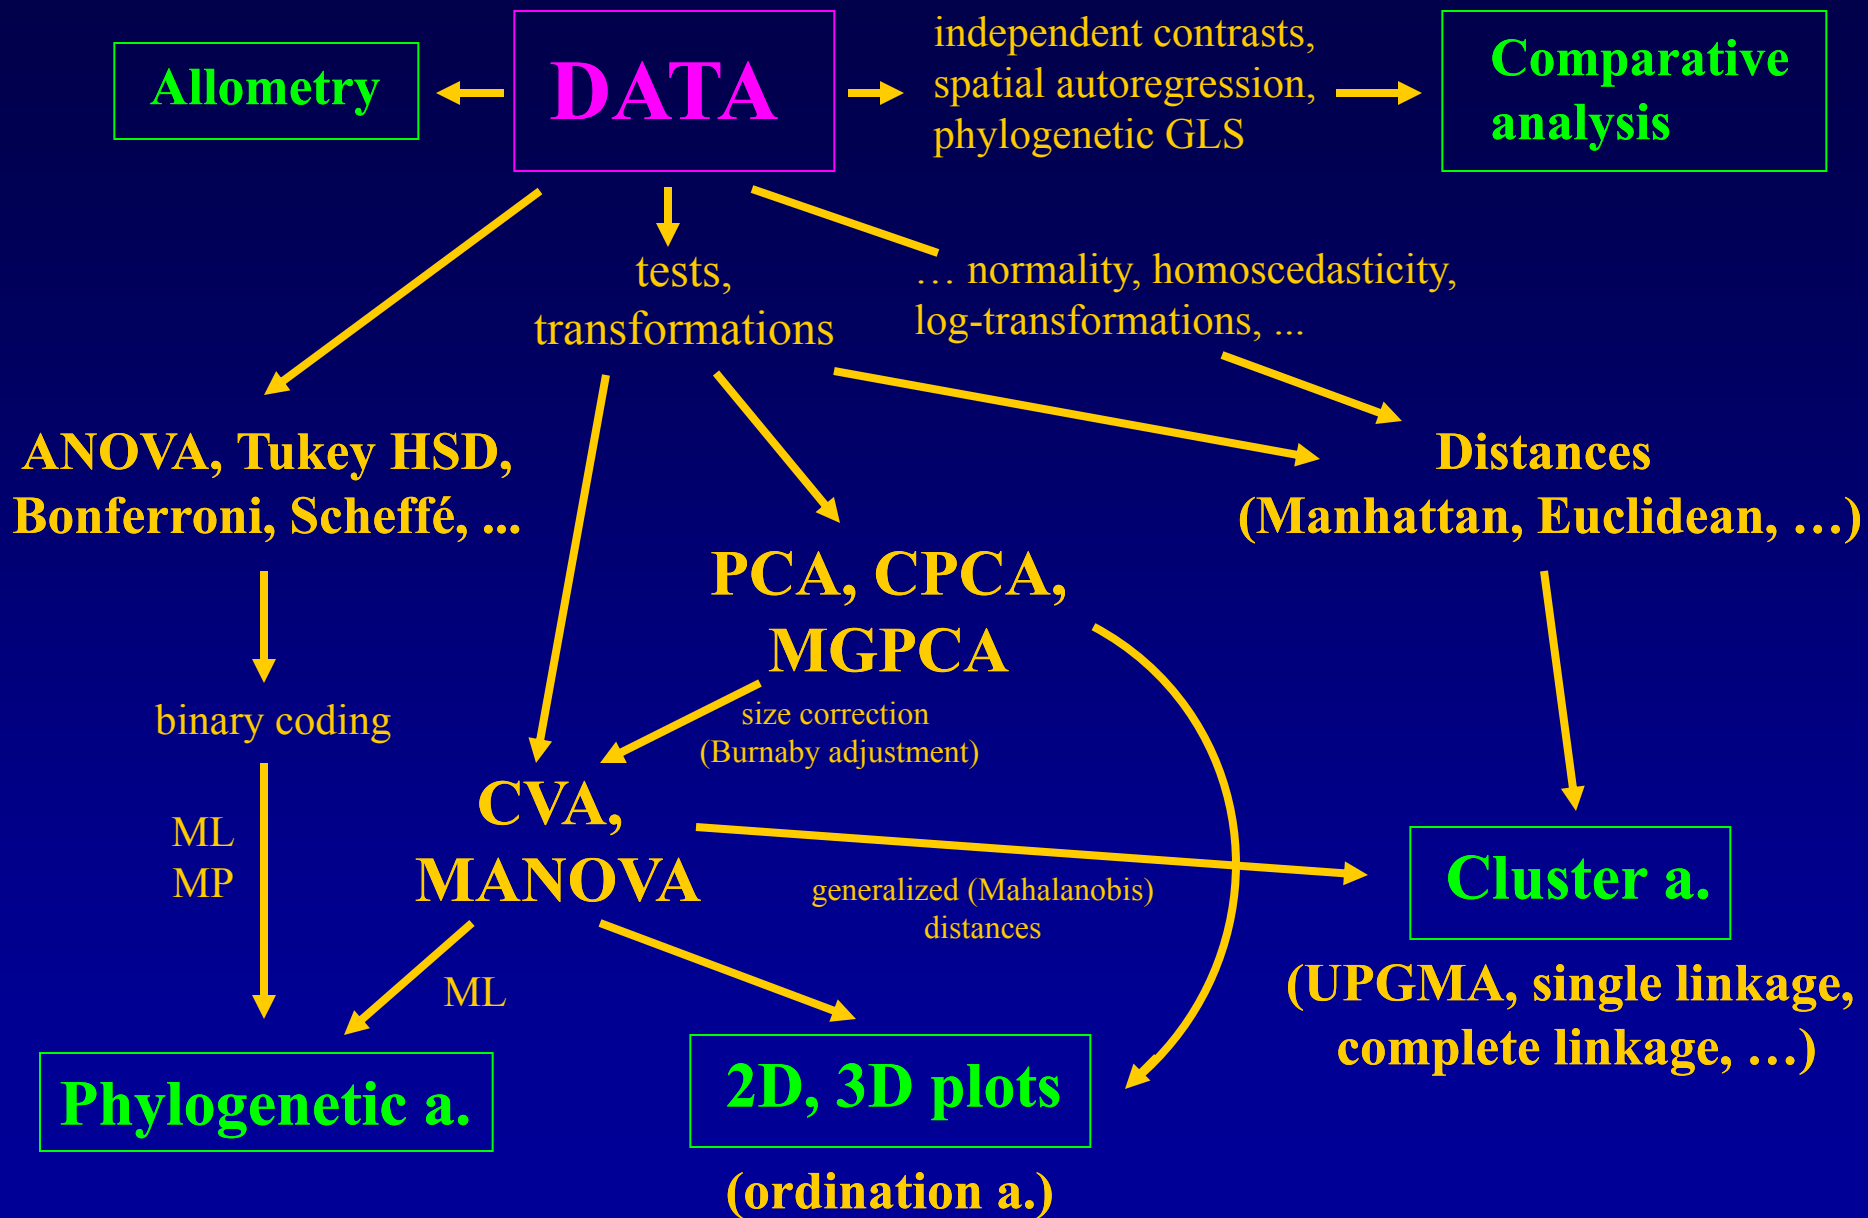 Allometry
DATA
independent contrasts,
spatial autoregression,
phylogenetic GLS
Comparative
analysis
tests,
transformations
… normality, homoscedasticity,
log-transformations, ...
ANOVA, Tukey HSD,
Bonferroni, Scheffé, ...
Distances
(Manhattan, Euclidean, …)
PCA, CPCA,
MGPCA
binary coding
size correction
(Burnaby adjustment)
CVA,
MANOVA
ML
MP
generalized (Mahalanobis)
distances
Cluster a.
(UPGMA, single linkage,
complete linkage, …)
ML
Phylogenetic a.
2D, 3D plots
(ordination a.)